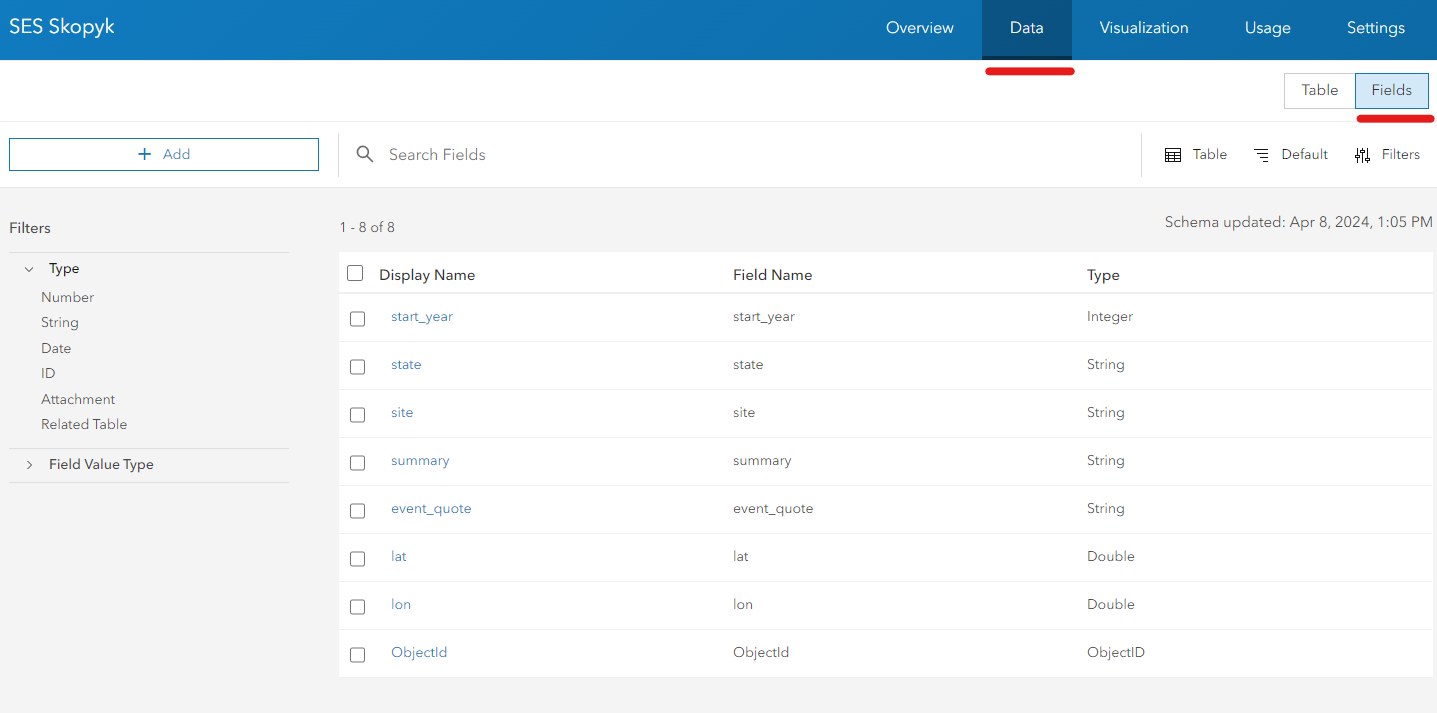 SES Skopyk
Overview Data Visualization Usage Settings
Table Fields
+ Add
Search Fields
Table Default Filters
Filters
Type
Number
String
Date
ID
Attachment
Related Table
Field Value Type
1 - 8 of 8
Schema updated: Apr 8, 2024, 1:05 PM
Display Name Field Name Type
start_year start_year Integer
state state String
site site String
summary summary String
event_quote event_quote String
lat lat Double
lon lon Double
ObjectId ObjectId ObjectID